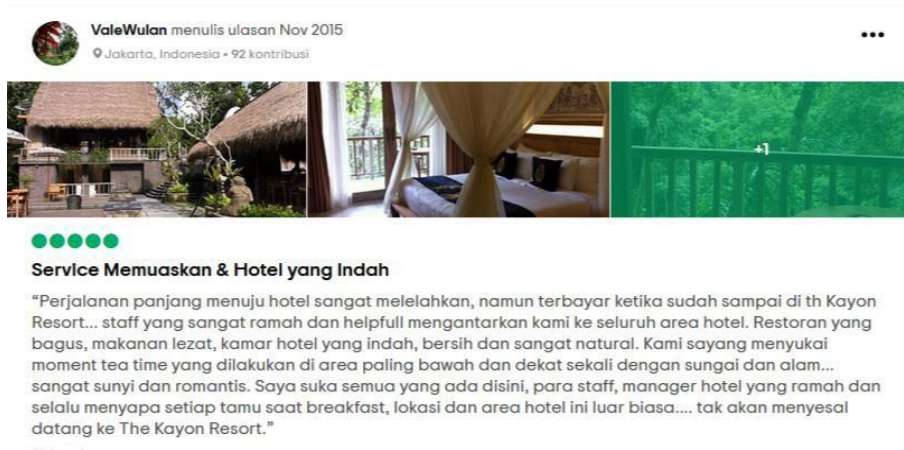 ValeWulan menulis ulasan Nov 2015
Jakarta, Indonesia • 92 kontribusi
+1
Service Memuaskan & Hotel yang Indah
“Perjalanan panjang menuju hotel sangat melelahkan, namun terbayar ketika sudah sampai di th Kayon
Resort... staff yang sangat ramah dan helpfull mengantarkan kami ke seluruh area hotel. Restoran yang
bagus, makanan lezat, kamar hotel yang indah, bersih dan sangat natural. Kami sayang menyukai
moment tea time yang dilakukan di area paling bawah dan dekat sekali dengan sungai dan alam...
sangat sunyi dan romantis. Saya suka semua yang ada disini, para staff, manager hotel yang ramah dan
selalu menyapa setiap tamu saat breakfast, lokasi dan area hotel ini luar biasa.... tak akan menyesal
datang ke The Kayon Resort.”